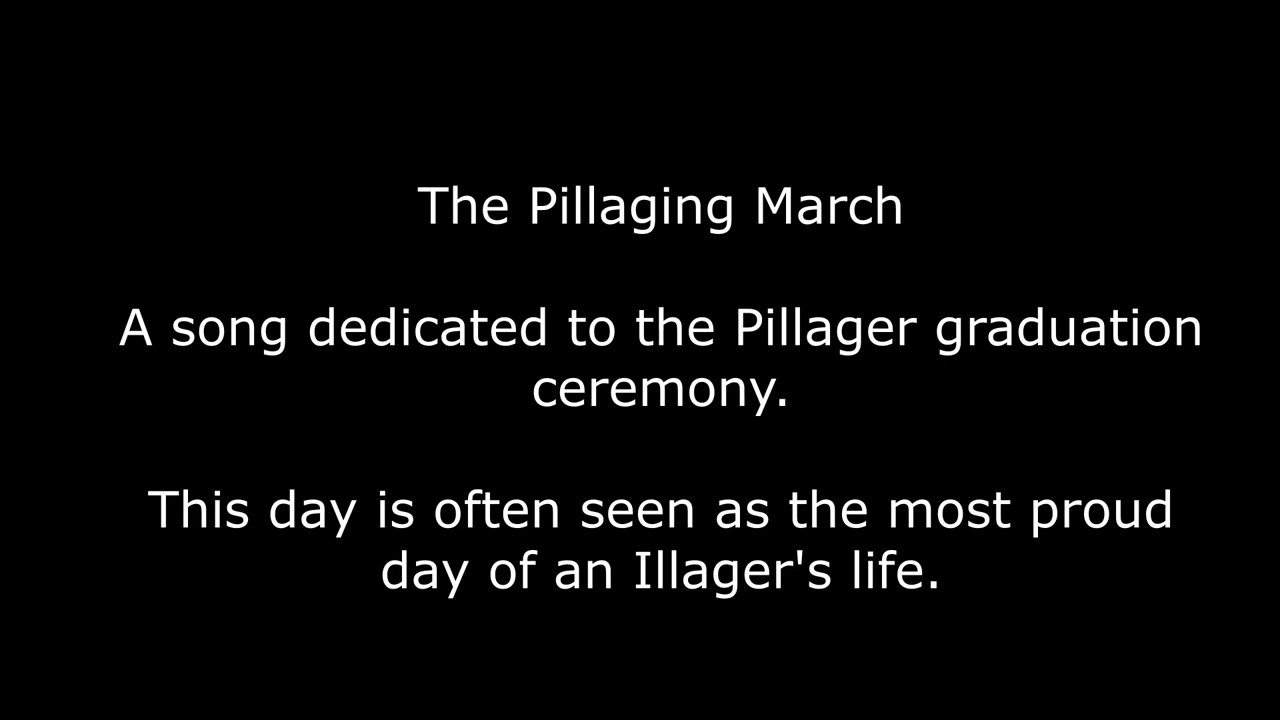 The Pillaging March
A song dedicated to the Pillager graduation
ceremony.
This day is often seen as the most proud
day of an Illager's life.